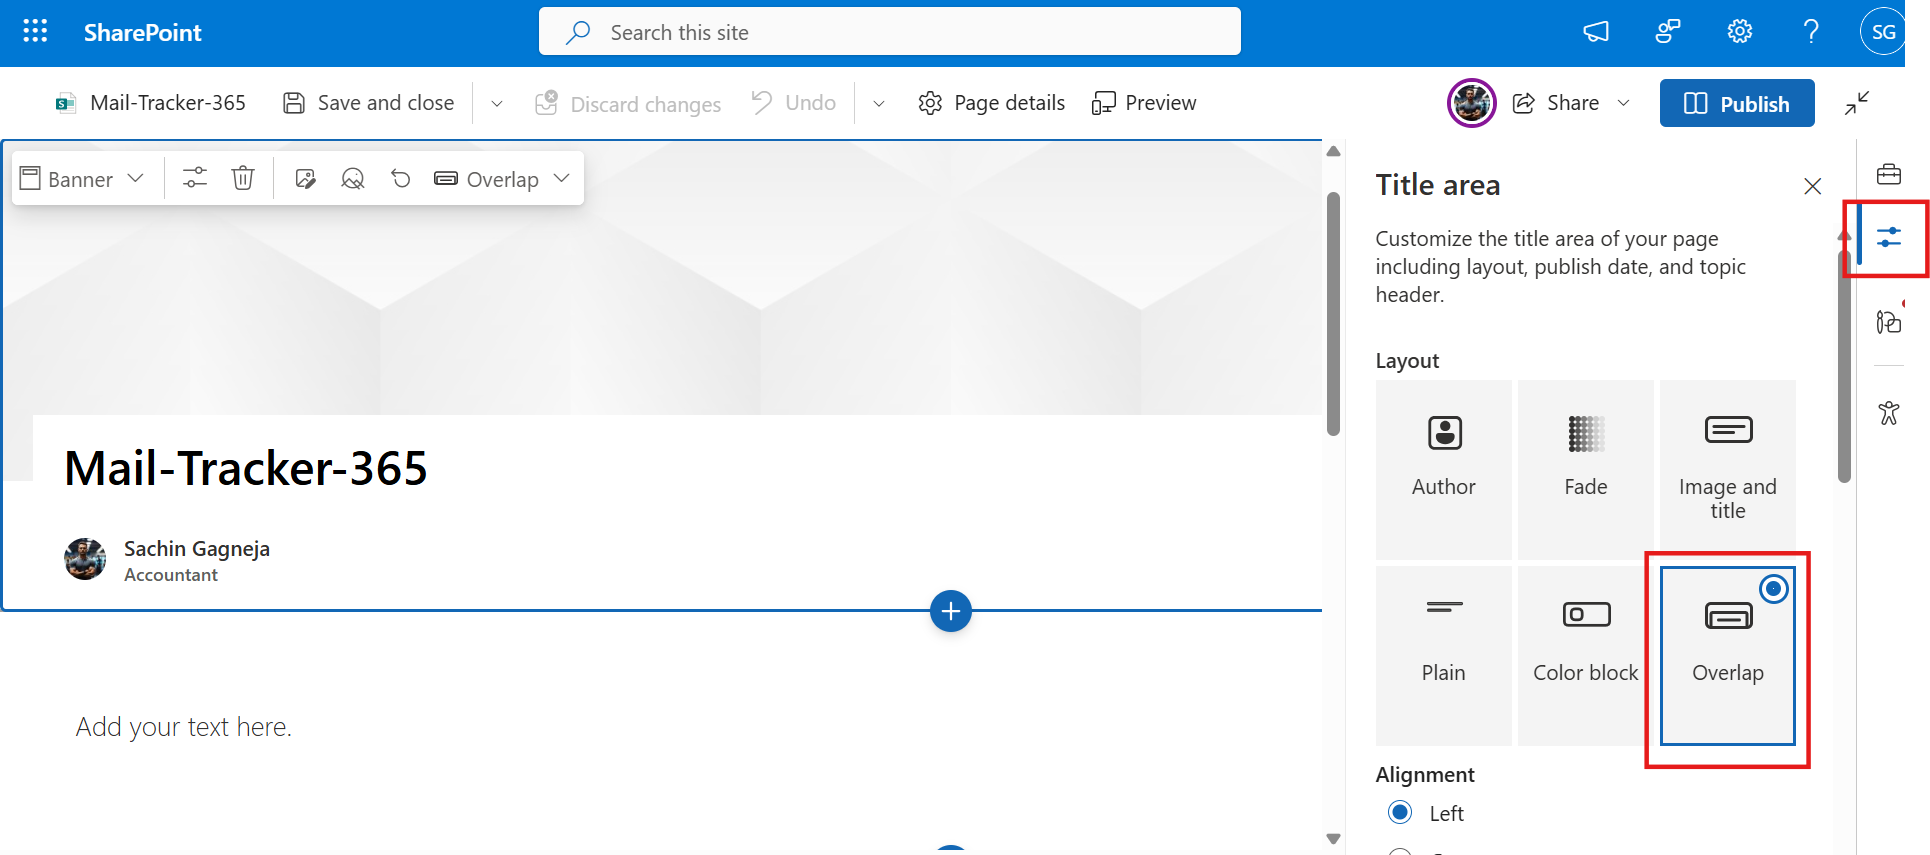 SharePoint
Search this site
SG
Mail-Tracker-365
Save and close
Discard changes
Undo
Page details
Preview
Share
Publish
Banner
Overlap
Mail-Tracker-365
Sachin Gagneja
Accountant
Add your text here.
Title area
Customize the title area of your page
including layout, publish date, and topic
header.
Layout
Author
Fade
Image and
title
Plain
Color block
Overlap
Alignment
Left